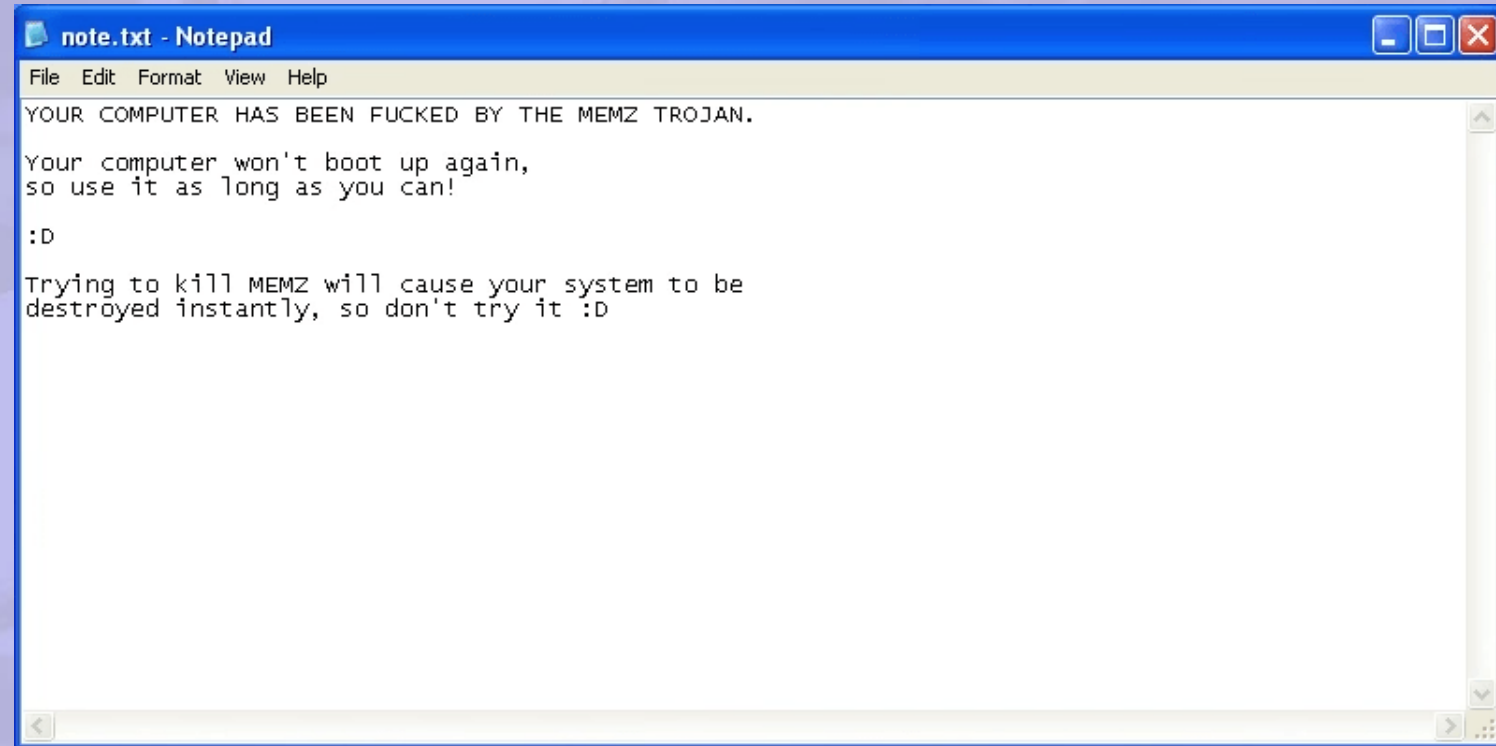 note.txt - Notepad
File Edit Format View Help
YOUR COMPUTER HAS BEEN FUCKED BY THE MEMZ TROJAN.
Your computer won't boot up again,
so use it as long as you can!
:D
Trying to kill MEMZ will cause your system to be
destroyed instantly, so don't try it :D